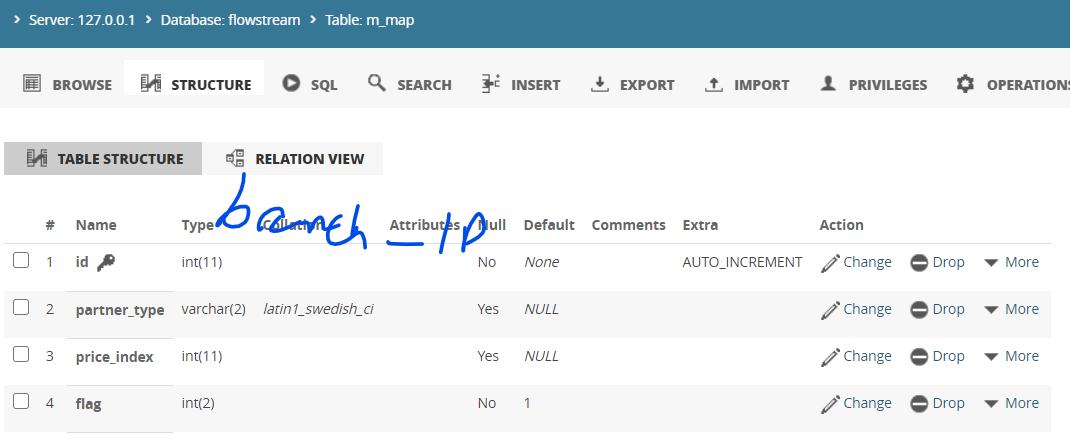 Server: 127.0.0.1 > Database: flowstream > Table: m_map
BROWSE STRUCTURE SQL SEARCH INSERT EXPORT IMPORT PRIVILEGES OPERATIONS
TABLE STRUCTURE RELATION VIEW
# Name Type Collation Attributes Null Default Comments Extra Action
1 id int(11) No None AUTO_INCREMENT Change Drop More
2 partner_type varchar(2) latin1_swedish_ci Yes NULL Change Drop More
3 price_index int(11) Yes NULL Change Drop More
4 flag int(2) No 1 Change Drop More